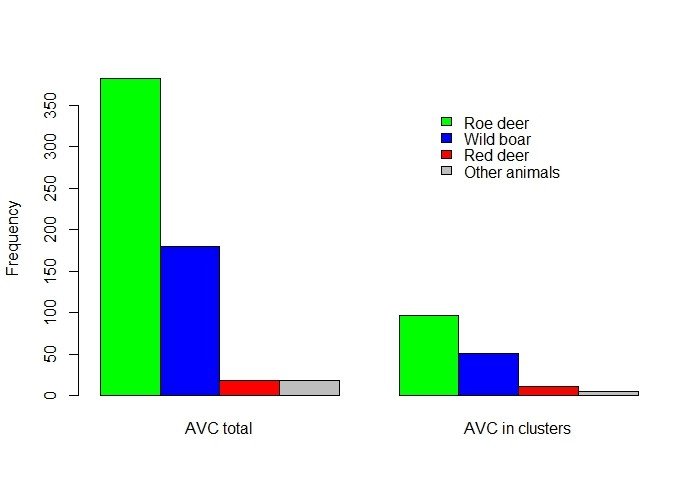 Frequency
350
300
250
200
150
100
50
0
Roe deer
Wild boar
Red deer
Other animals
AVC total
AVC in clusters